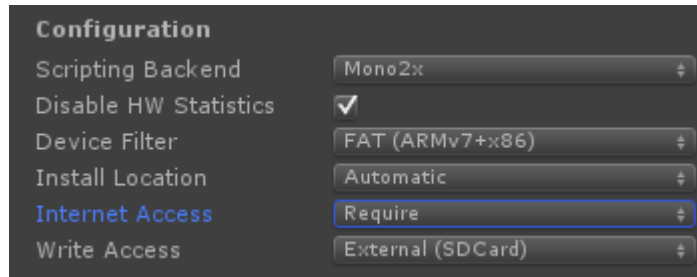 Configuration
Scripting Backend Mono2x
Disable HW Statistics
Device Filter FAT (ARMv7+x86)
Install Location Automatic
Internet Access Require
Write Access External (SDCard)